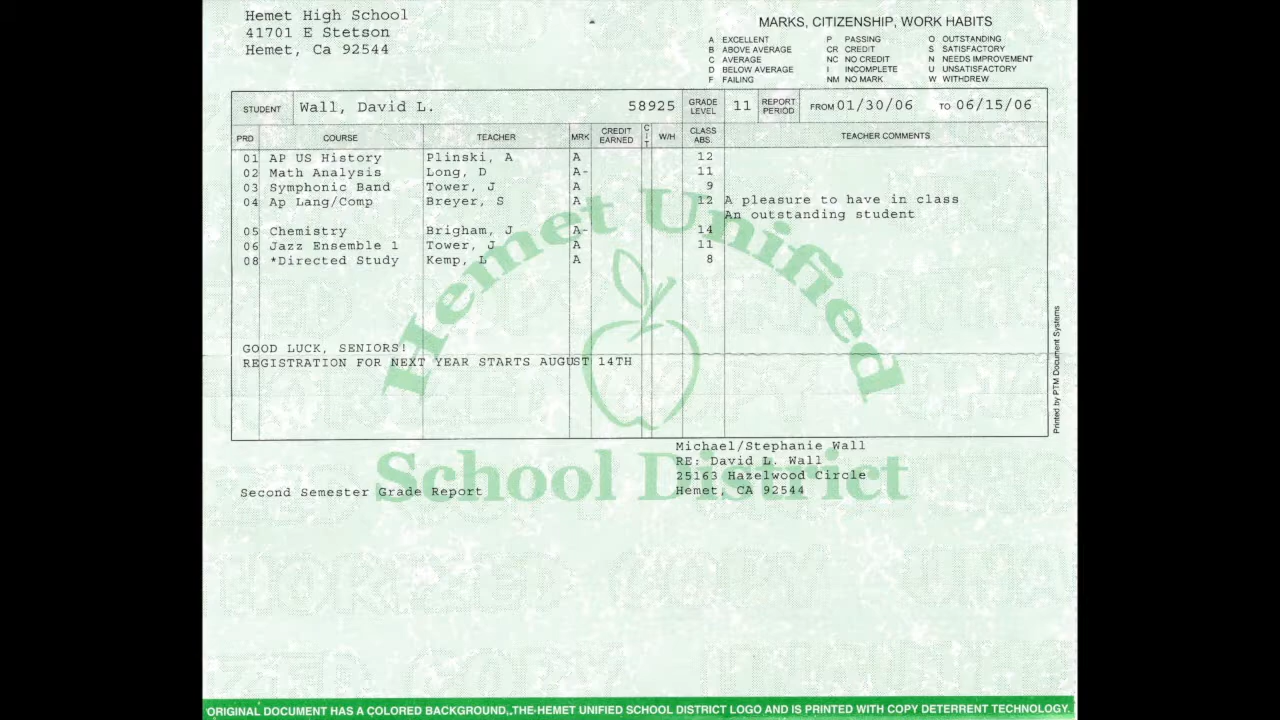 Hemet High School
41701 E Stetson
Hemet, Ca 92544
MARKS, CITIZENSHIP, WORK HABITS
A EXCELLENT P PASSING O OUTSTANDING
B ABOVE AVERAGE CR CREDIT S SATISFACTORY
C AVERAGE NC NO CREDIT N NEEDS IMPROVEMENT
D BELOW AVERAGE I INCOMPLETE U UNSATISFACTORY
F FAILING NM NO MARK W WITHDREW
STUDENT Wall, David L. 58925 GRADE LEVEL 11 REPORT PERIOD FROM 01/30/06 TO 06/15/06
PRD COURSE TEACHER MRK CREDIT EARNED CIT W/H CLASS ABS. TEACHER COMMENTS
01 AP US History Plinski, A A 12
02 Math Analysis Long, D A- 11
03 Symphonic Band Tower, J A 9
04 Ap Lang/Comp Breyer, S A 12 A pleasure to have in class
An outstanding student
05 Chemistry Brigham, J A- 14
06 Jazz Ensemble 1 Tower, J A 11
08 *Directed Study Kemp, L A 8
Hemet Unified
GOOD LUCK, SENIORS!
REGISTRATION FOR NEXT YEAR STARTS AUGUST 14TH
Printed by PTM Document Systems
School District
Michael/Stephanie Wall
RE: David L. Wall
25163 Hazelwood Circle
Second Semester Grade Report Hemet, CA 92544
ORIGINAL DOCUMENT HAS A COLORED BACKGROUND, THE HEMET UNIFIED SCHOOL DISTRICT LOGO AND IS PRINTED WITH COPY DETERRENT TECHNOLOGY.